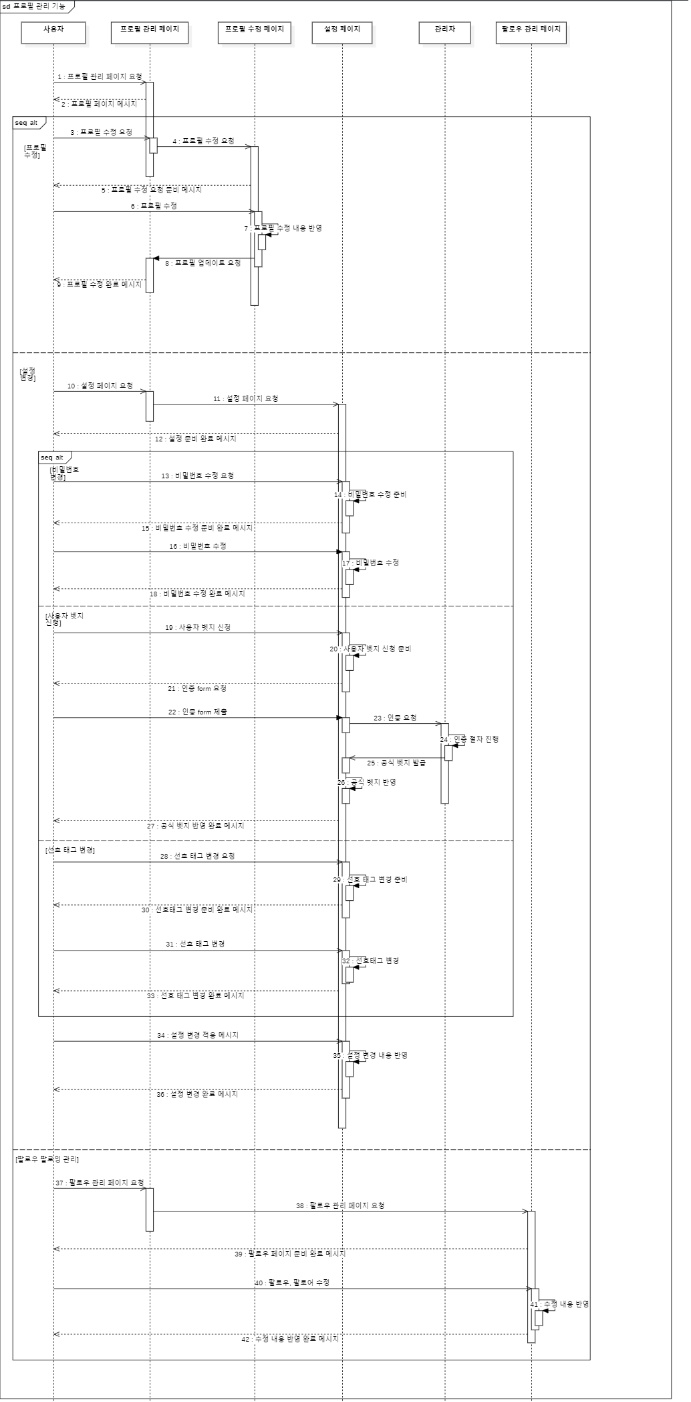 sd 프로필 관리 기능
사용자
프로필 관리 페이지
프로필 수정 페이지
설정 페이지
관리자
팔로우 관리 페이지
1 : 프로필 관리 페이지 요청
2 : 프로필 페이지 메시지
seq alt
[프로필
수정]
3 : 프로필 수정 요청
4 : 프로필 수정 요청
5 : 프로필 수정 요청 준비 메시지
6 : 프로필 수정
7 : 프로필 수정 내용 반영
8 : 프로필 업데이트 요청
9 : 프로필 수정 완료 메시지
[설정
변경]
10 : 설정 페이지 요청
11 : 설정 페이지 요청
12 : 설정 준비 완료 메시지
seq alt
[비밀번호
변경]
13 : 비밀번호 수정 요청
14 : 비밀번호 수정 준비
15 : 비밀번호 수정 준비 완료 메시지
16 : 비밀번호 수정
17 : 비밀번호 수정
18 : 비밀번호 수정 완료 메시지
[사용자 벳지
신청]
19 : 사용자 벳지 신청
20 : 사용자 벳지 신청 준비
21 : 인증 form 요청
22 : 인증 form 제출
23 : 인증 요청
24 : 인증 절차 진행
25 : 공식 벳지 발급
26 : 공식 벳지 반영
27 : 공식 벳지 반영 완료 메시지
[선호 태그 변경]
28 : 선호 태그 변경 요청
29 : 선호 태그 변경 준비
30 : 선호태그 변경 준비 완료 메시지
31 : 선호 태그 변경
32 : 선호태그 변경
33 : 선호 태그 변경 완료 메시지
34 : 설정 변경 적용 메시지
35 : 설정 변경 내용 반영
36 : 설정 변경 완료 메시지
[팔로우 팔로잉 관리]
37 : 팔로우 관리 페이지 요청
38 : 팔로우 관리 페이지 요청
39 : 팔로우 페이지 준비 완료 메시지
40 : 팔로우, 팔로어 수정
41 : 수정 내용 반영
42 : 수정 내용 반영 완료 메시지